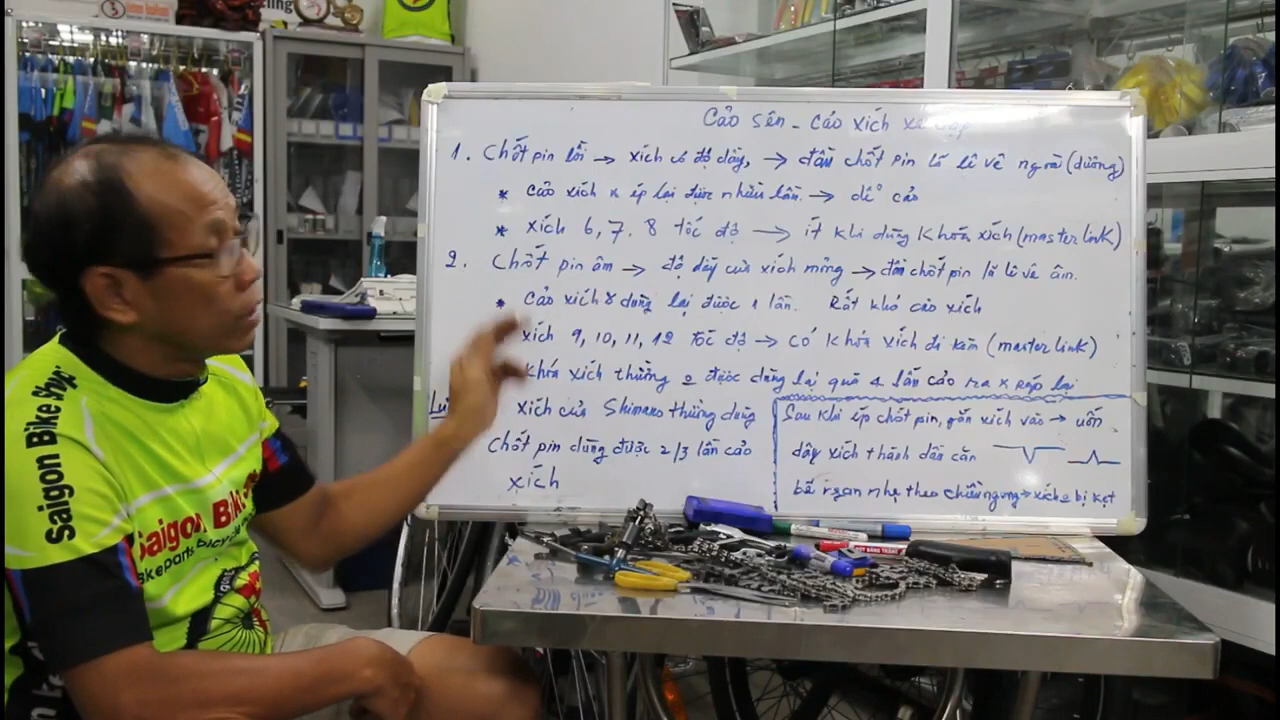 Cảo sên - Cảo xích xe đạp
1. Chốt pin lồi → xích có độ dày, → đầu chốt pin ló lì về ngoài (dương)
* cảo xích & ép lại được nhiều lần → dễ cảo
* xích 6, 7, 8 tốc độ → ít khi dùng khóa xích (master link)
2. Chốt pin âm → độ dày của xích mỏng → đầu chốt pin ló lì về âm.
* cảo xích & dùng lại được 1 lần. Rất khó cảo xích
xích 9, 10, 11, 12 tốc độ → có khóa xích đi kèm (master link)
khóa xích thường được dùng lại quá 4 lần cảo ra & ráp lại
xích của Shimano thường dùng
chốt pin dùng được 2/3 lần cảo
xích
Sau khi ép chốt pin, gắn xích vào → uốn
dây xích thành dần căn
bẻ ngang nhẹ theo chiều ngang → xích bị kẹt
Saigon Bike Shop
Saigon Bike